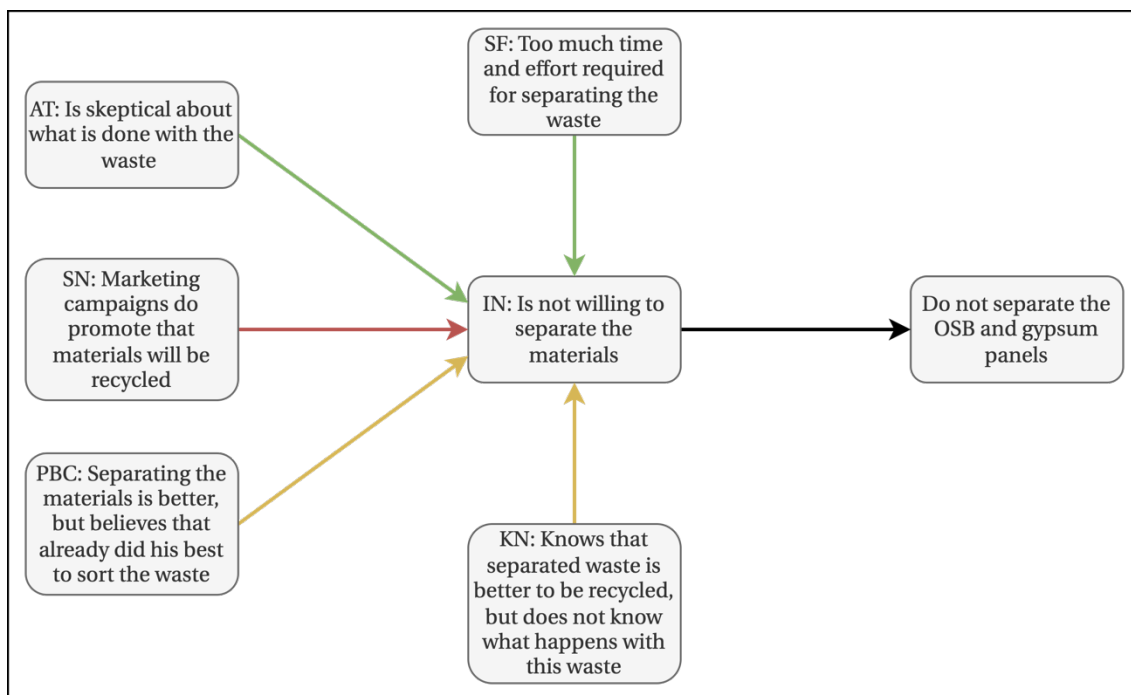 AT: Is skeptical about
what is done with the
waste
SF: Too much time
and effort required
for separating the
waste
SN: Marketing
campaigns do
promote that
materials will be
recycled
IN: Is not willing to
separate the
materials
Do not separate the
OSB and gypsum
panels
PBC: Separating the
materials is better,
but believes that
already did his best
to sort the waste
KN: Knows that
separated waste is
better to be recycled,
but does not know
what happens with
this waste